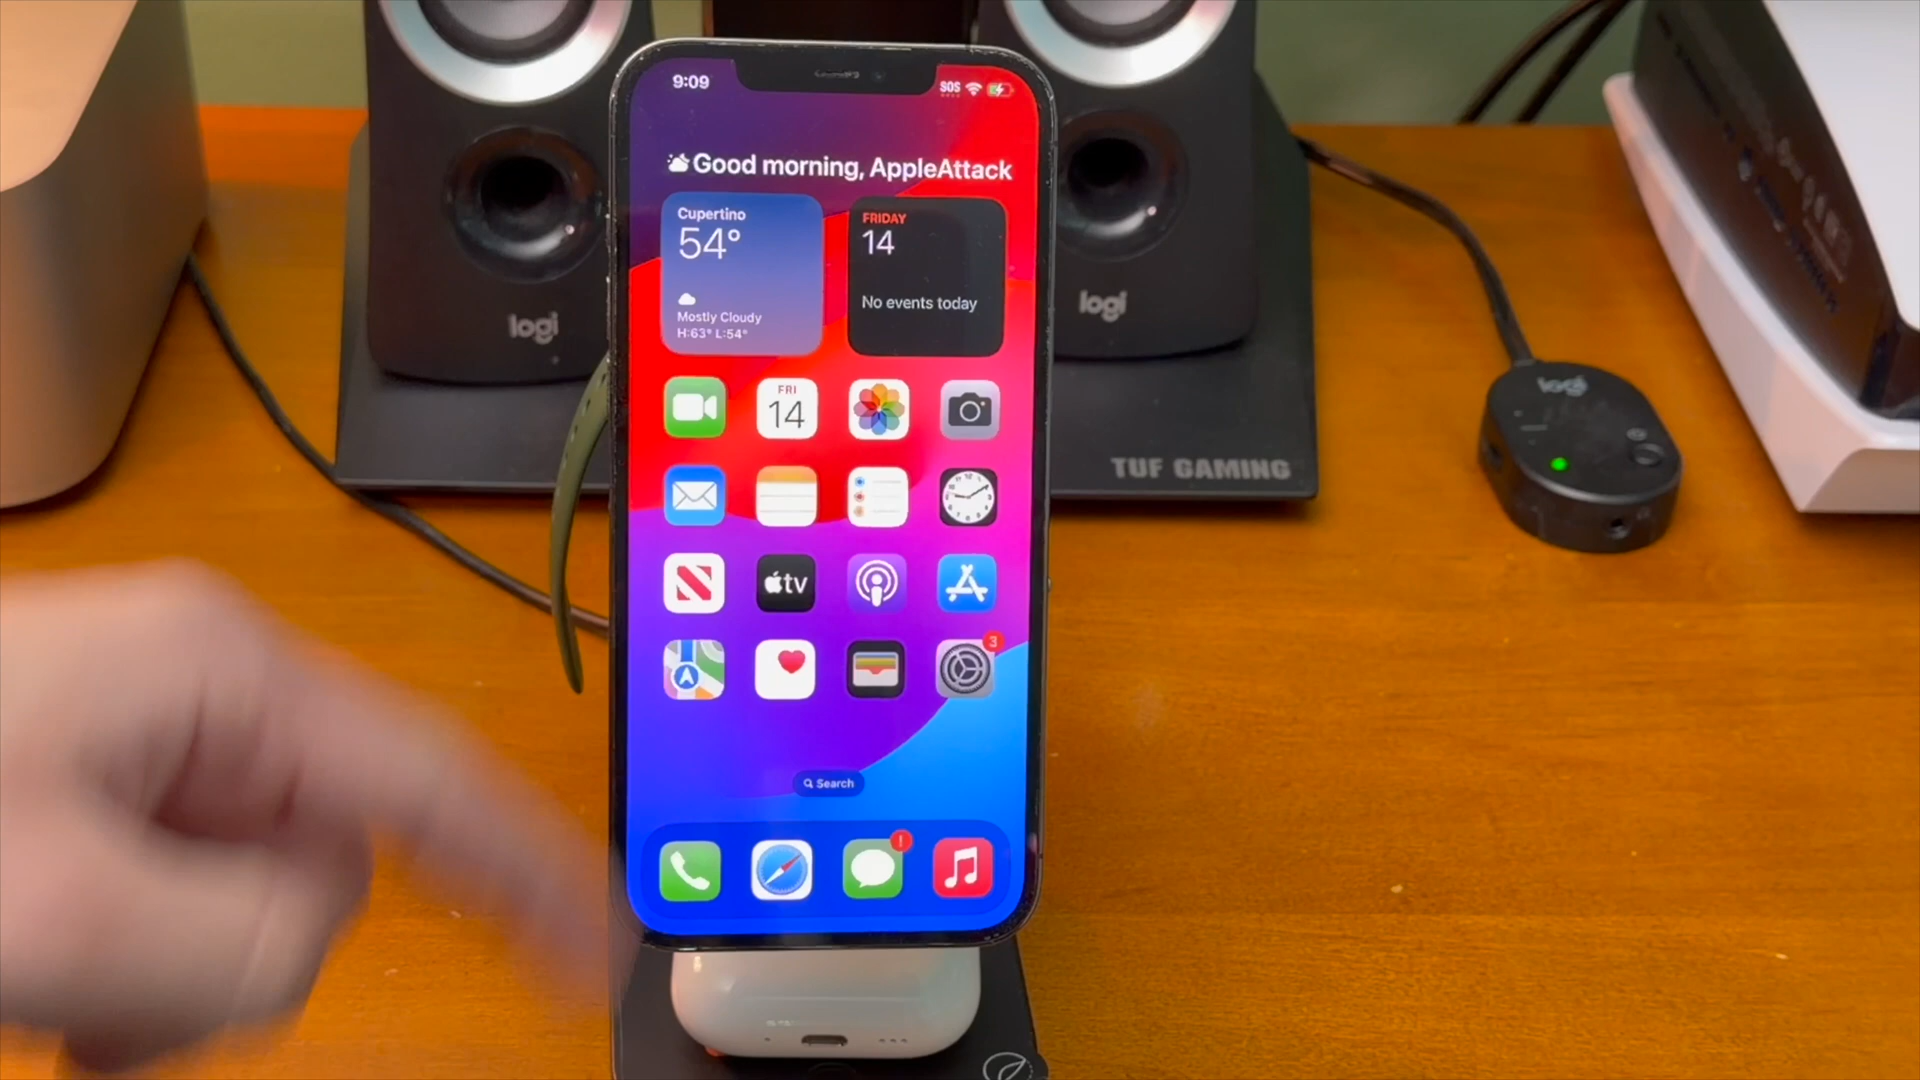 9:09
SOS
Good morning, AppleAttack
Cupertino
54°
Mostly Cloudy
H:63° L:54°
FRIDAY
14
No events today
FRI
14
tv
3
Search
!
logi
logi
TUF GAMING
logi